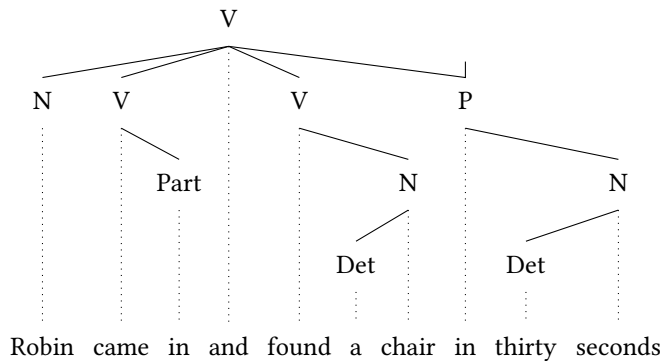 V
N V V P
Part N N
Det Det
Robin came in and found a chair in thirty seconds